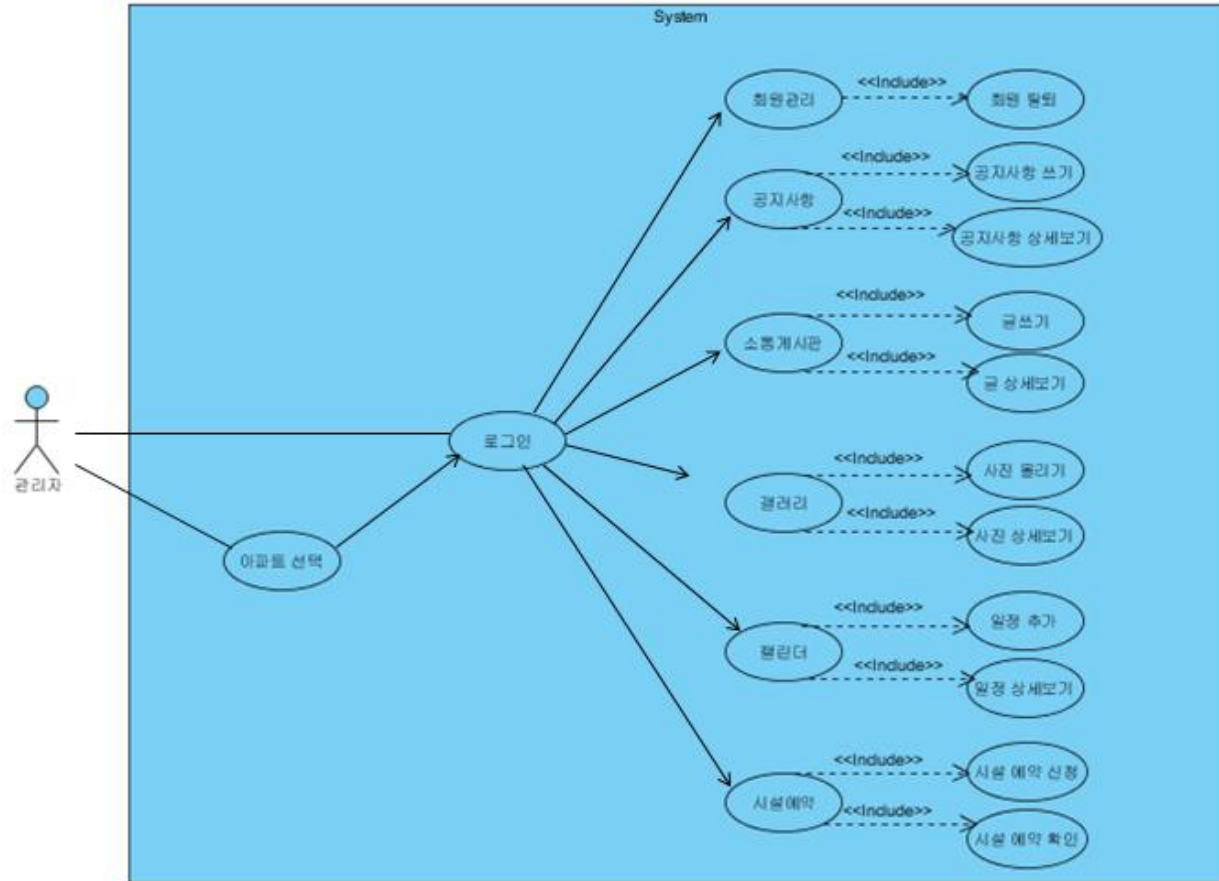 System
회원관리
<<Include>>
회원 탈퇴
공지사항
<<Include>>
공지사항 쓰기
<<Include>>
공지사항 상세보기
소통게시판
<<Include>>
글쓰기
<<Include>>
글 상세보기
관리자
로그인
아파트 선택
갤러리
<<Include>>
사진 올리기
<<Include>>
사진 상세보기
캘린더
<<Include>>
일정 추가
<<Include>>
일정 상세보기
시설예약
<<Include>>
시설 예약 신청
<<Include>>
시설 예약 확인